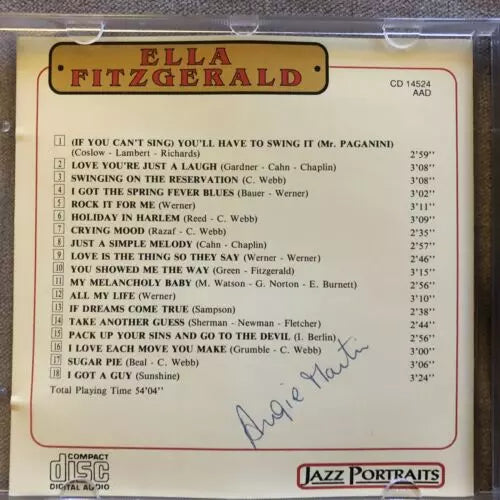 ELLA
FITZGERALD
CD 14524
AAD
1 (IF YOU CAN'T SING) YOU'LL HAVE TO SWING IT (Mr. PAGANINI)
(Coslow - Lambert - Richards) 2'59"
2 LOVE YOU'RE JUST A LAUGH (Gardner - Cahn - Chaplin) 3'08"
3 SWINGING ON THE RESERVATION (C. Webb) 3'08"
4 I GOT THE SPRING FEVER BLUES (Bauer - Werner) 3'02"
5 ROCK IT FOR ME (Werner) 3'11"
6 HOLIDAY IN HARLEM (Reed - C. Webb) 3'09"
7 CRYING MOOD (Razaf - C. Webb) 2'35"
8 JUST A SIMPLE MELODY (Cahn - Chaplin) 2'57"
9 LOVE IS THE THING SO THEY SAY (Werner - Werner) 2'46"
10 YOU SHOWED ME THE WAY (Green - Fitzgerald) 3'15"
11 MY MELANCHOLY BABY (M. Watson - G. Norton - E. Burnett) 2'56"
12 ALL MY LIFE (Werner) 3'10"
13 IF DREAMS COME TRUE (Sampson) 2'38"
14 TAKE ANOTHER GUESS (Sherman - Newman - Fletcher) 2'44"
15 PACK UP YOUR SINS AND GO TO THE DEVIL (I. Berlin) 2'56"
16 I LOVE EACH MOVE YOU MAKE (Grumble - C. Webb) 3'00"
17 SUGAR PIE (Beal - C. Webb) 3'06"
18 I GOT A GUY (Sunshine) 3'24"
Total Playing Time 54'04"
Angie Martin
COMPACT
disc
DIGITAL AUDIO
JAZZ PORTRAITS